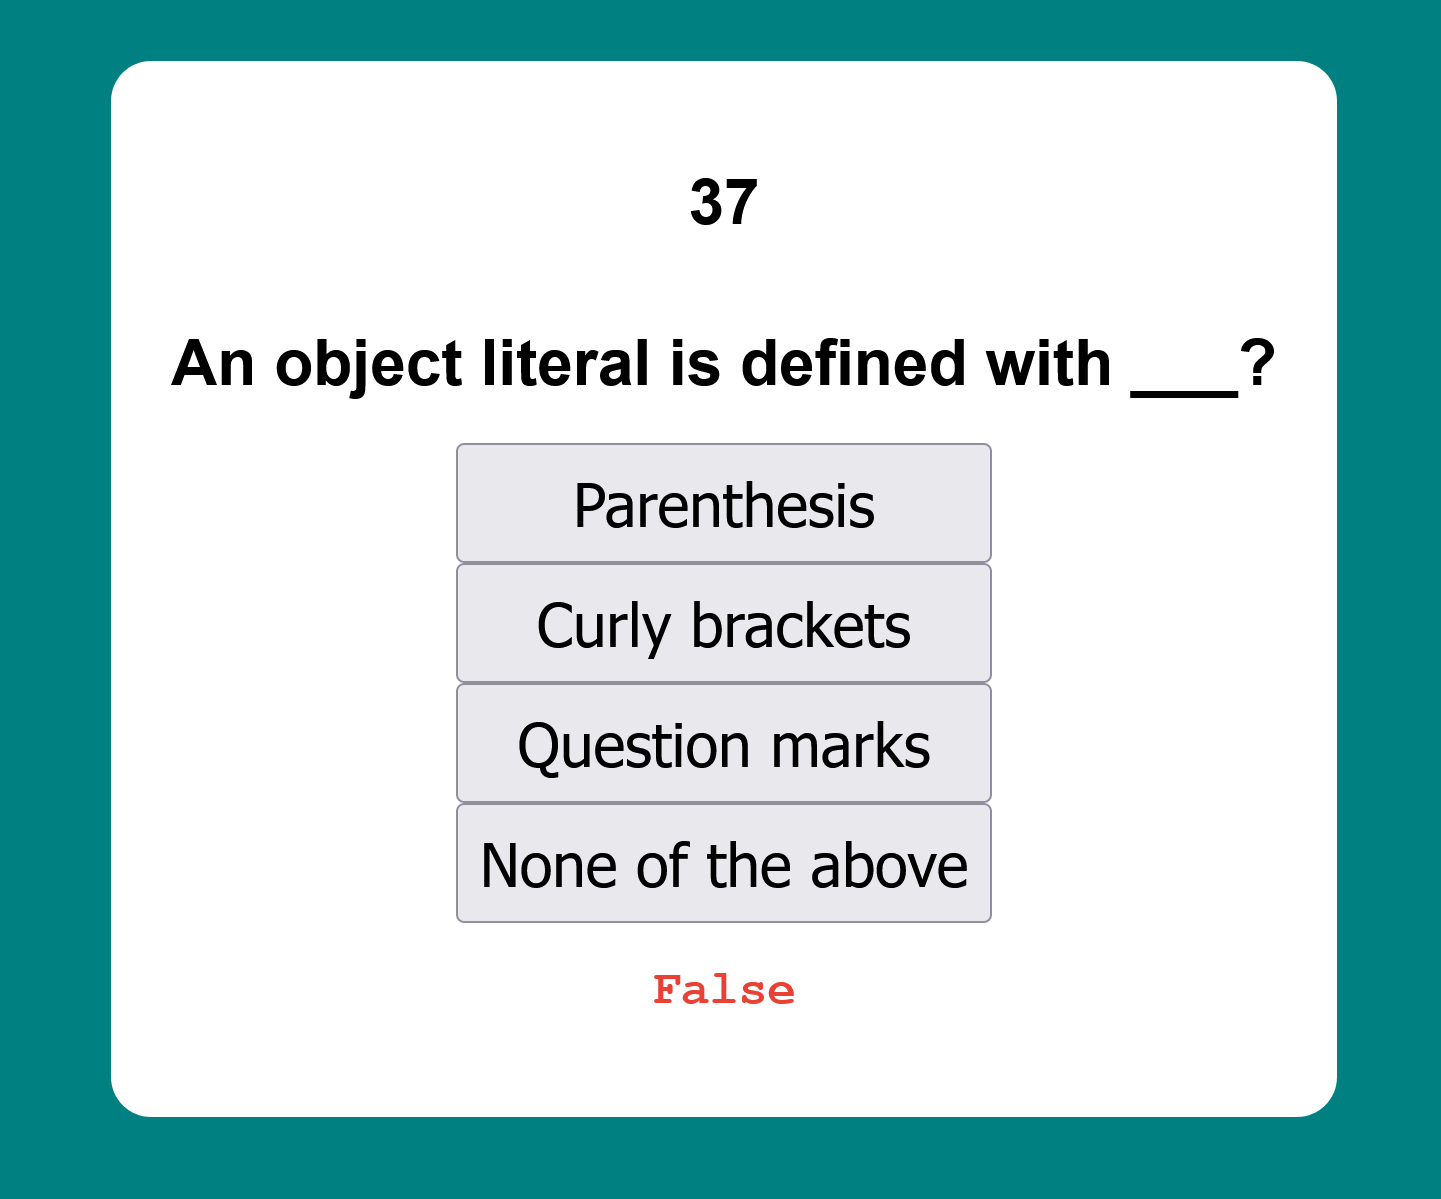 37
An object literal is defined with ___?
Parenthesis
Curly brackets
Question marks
None of the above
False